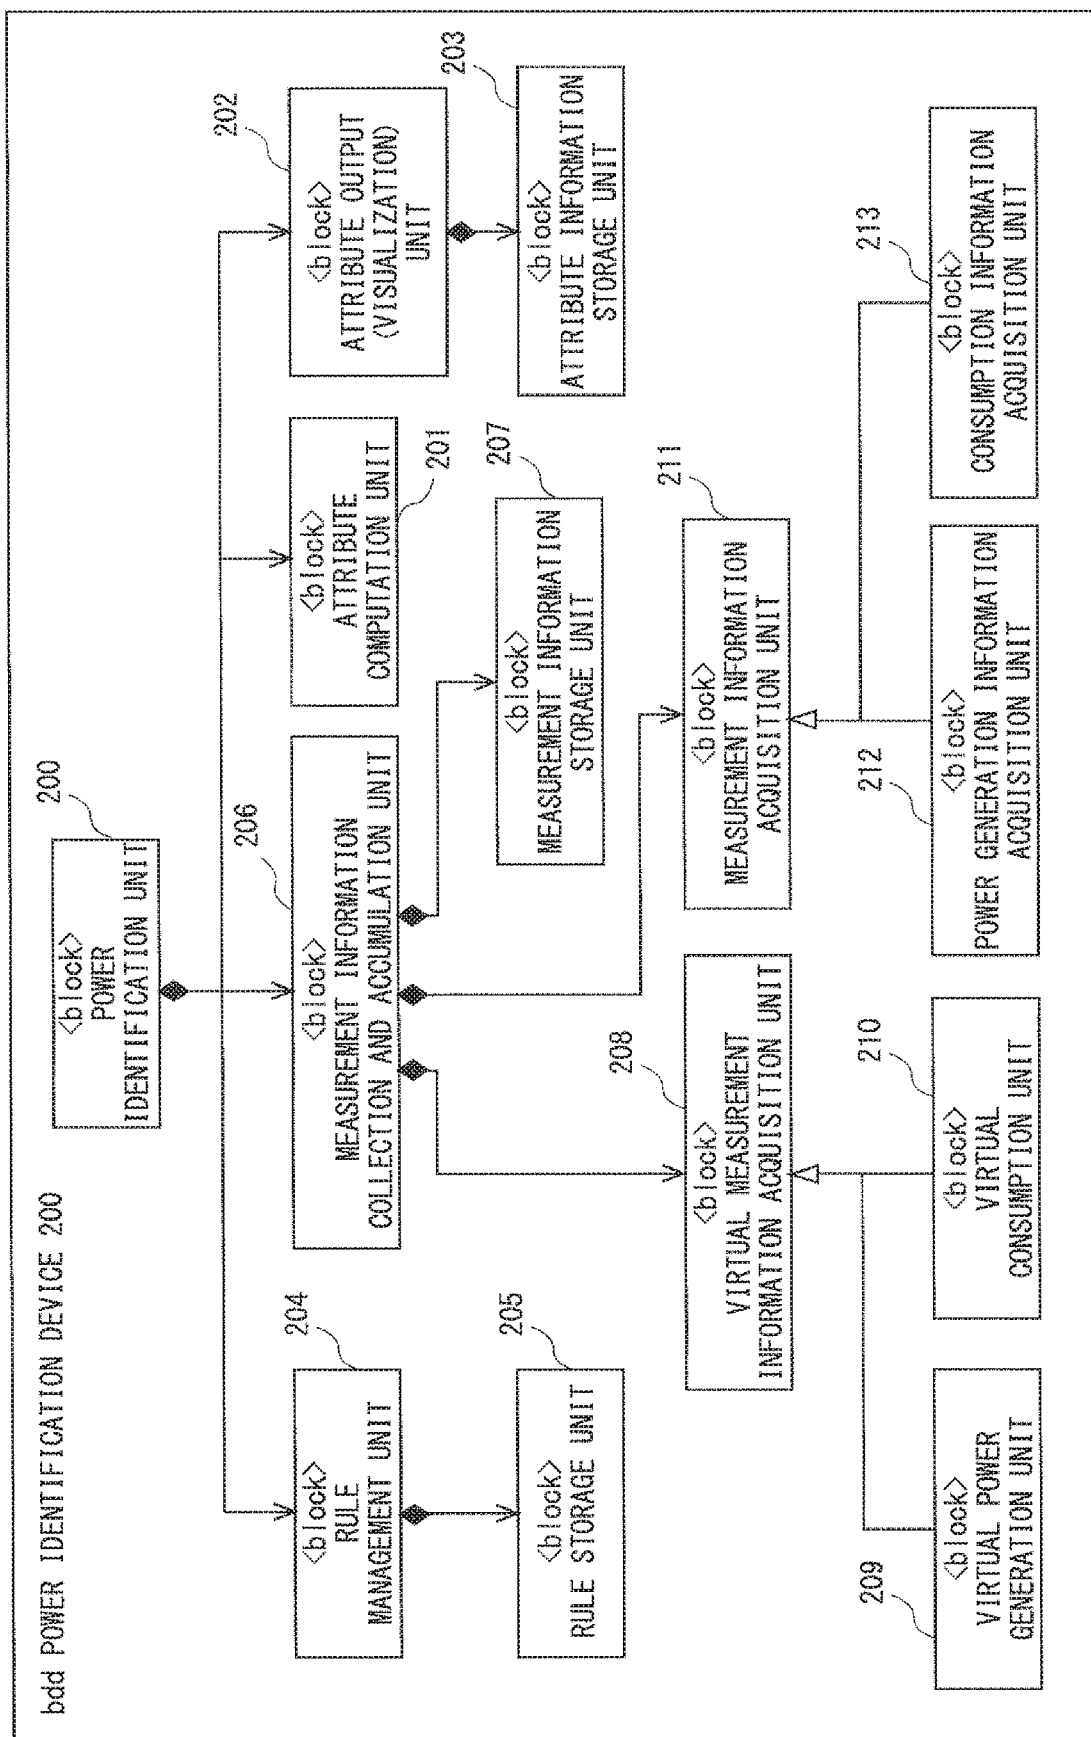 bdd POWER IDENTIFICATION DEVICE 200
200
<block>
POWER
IDENTIFICATION UNIT
204
<block>
RULE
MANAGEMENT UNIT
206
<block>
MEASUREMENT INFORMATION
COLLECTION AND ACCUMULATION UNIT
<block>
ATTRIBUTE
COMPUTATION UNIT
201
202
<block>
ATTRIBUTE OUTPUT
(VISUALIZATION)
UNIT
205
<block>
RULE STORAGE UNIT
207
<block>
MEASUREMENT INFORMATION
STORAGE UNIT
203
<block>
ATTRIBUTE INFORMATION
STORAGE UNIT
208
<block>
VIRTUAL MEASUREMENT
INFORMATION ACQUISITION UNIT
211
<block>
MEASUREMENT INFORMATION
ACQUISITION UNIT
209
<block>
VIRTUAL POWER
GENERATION UNIT
210
<block>
VIRTUAL
CONSUMPTION UNIT
212
<block>
POWER GENERATION INFORMATION
ACQUISITION UNIT
213
<block>
CONSUMPTION INFORMATION
ACQUISITION UNIT